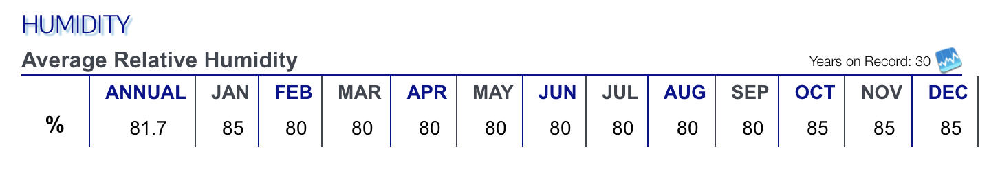 HUMIDITY
Average Relative Humidity Years on Record: 30
ANNUAL JAN FEB MAR APR MAY JUN JUL AUG SEP OCT NOV DEC
% 81.7 85 80 80 80 80 80 80 80 80 85 85 85